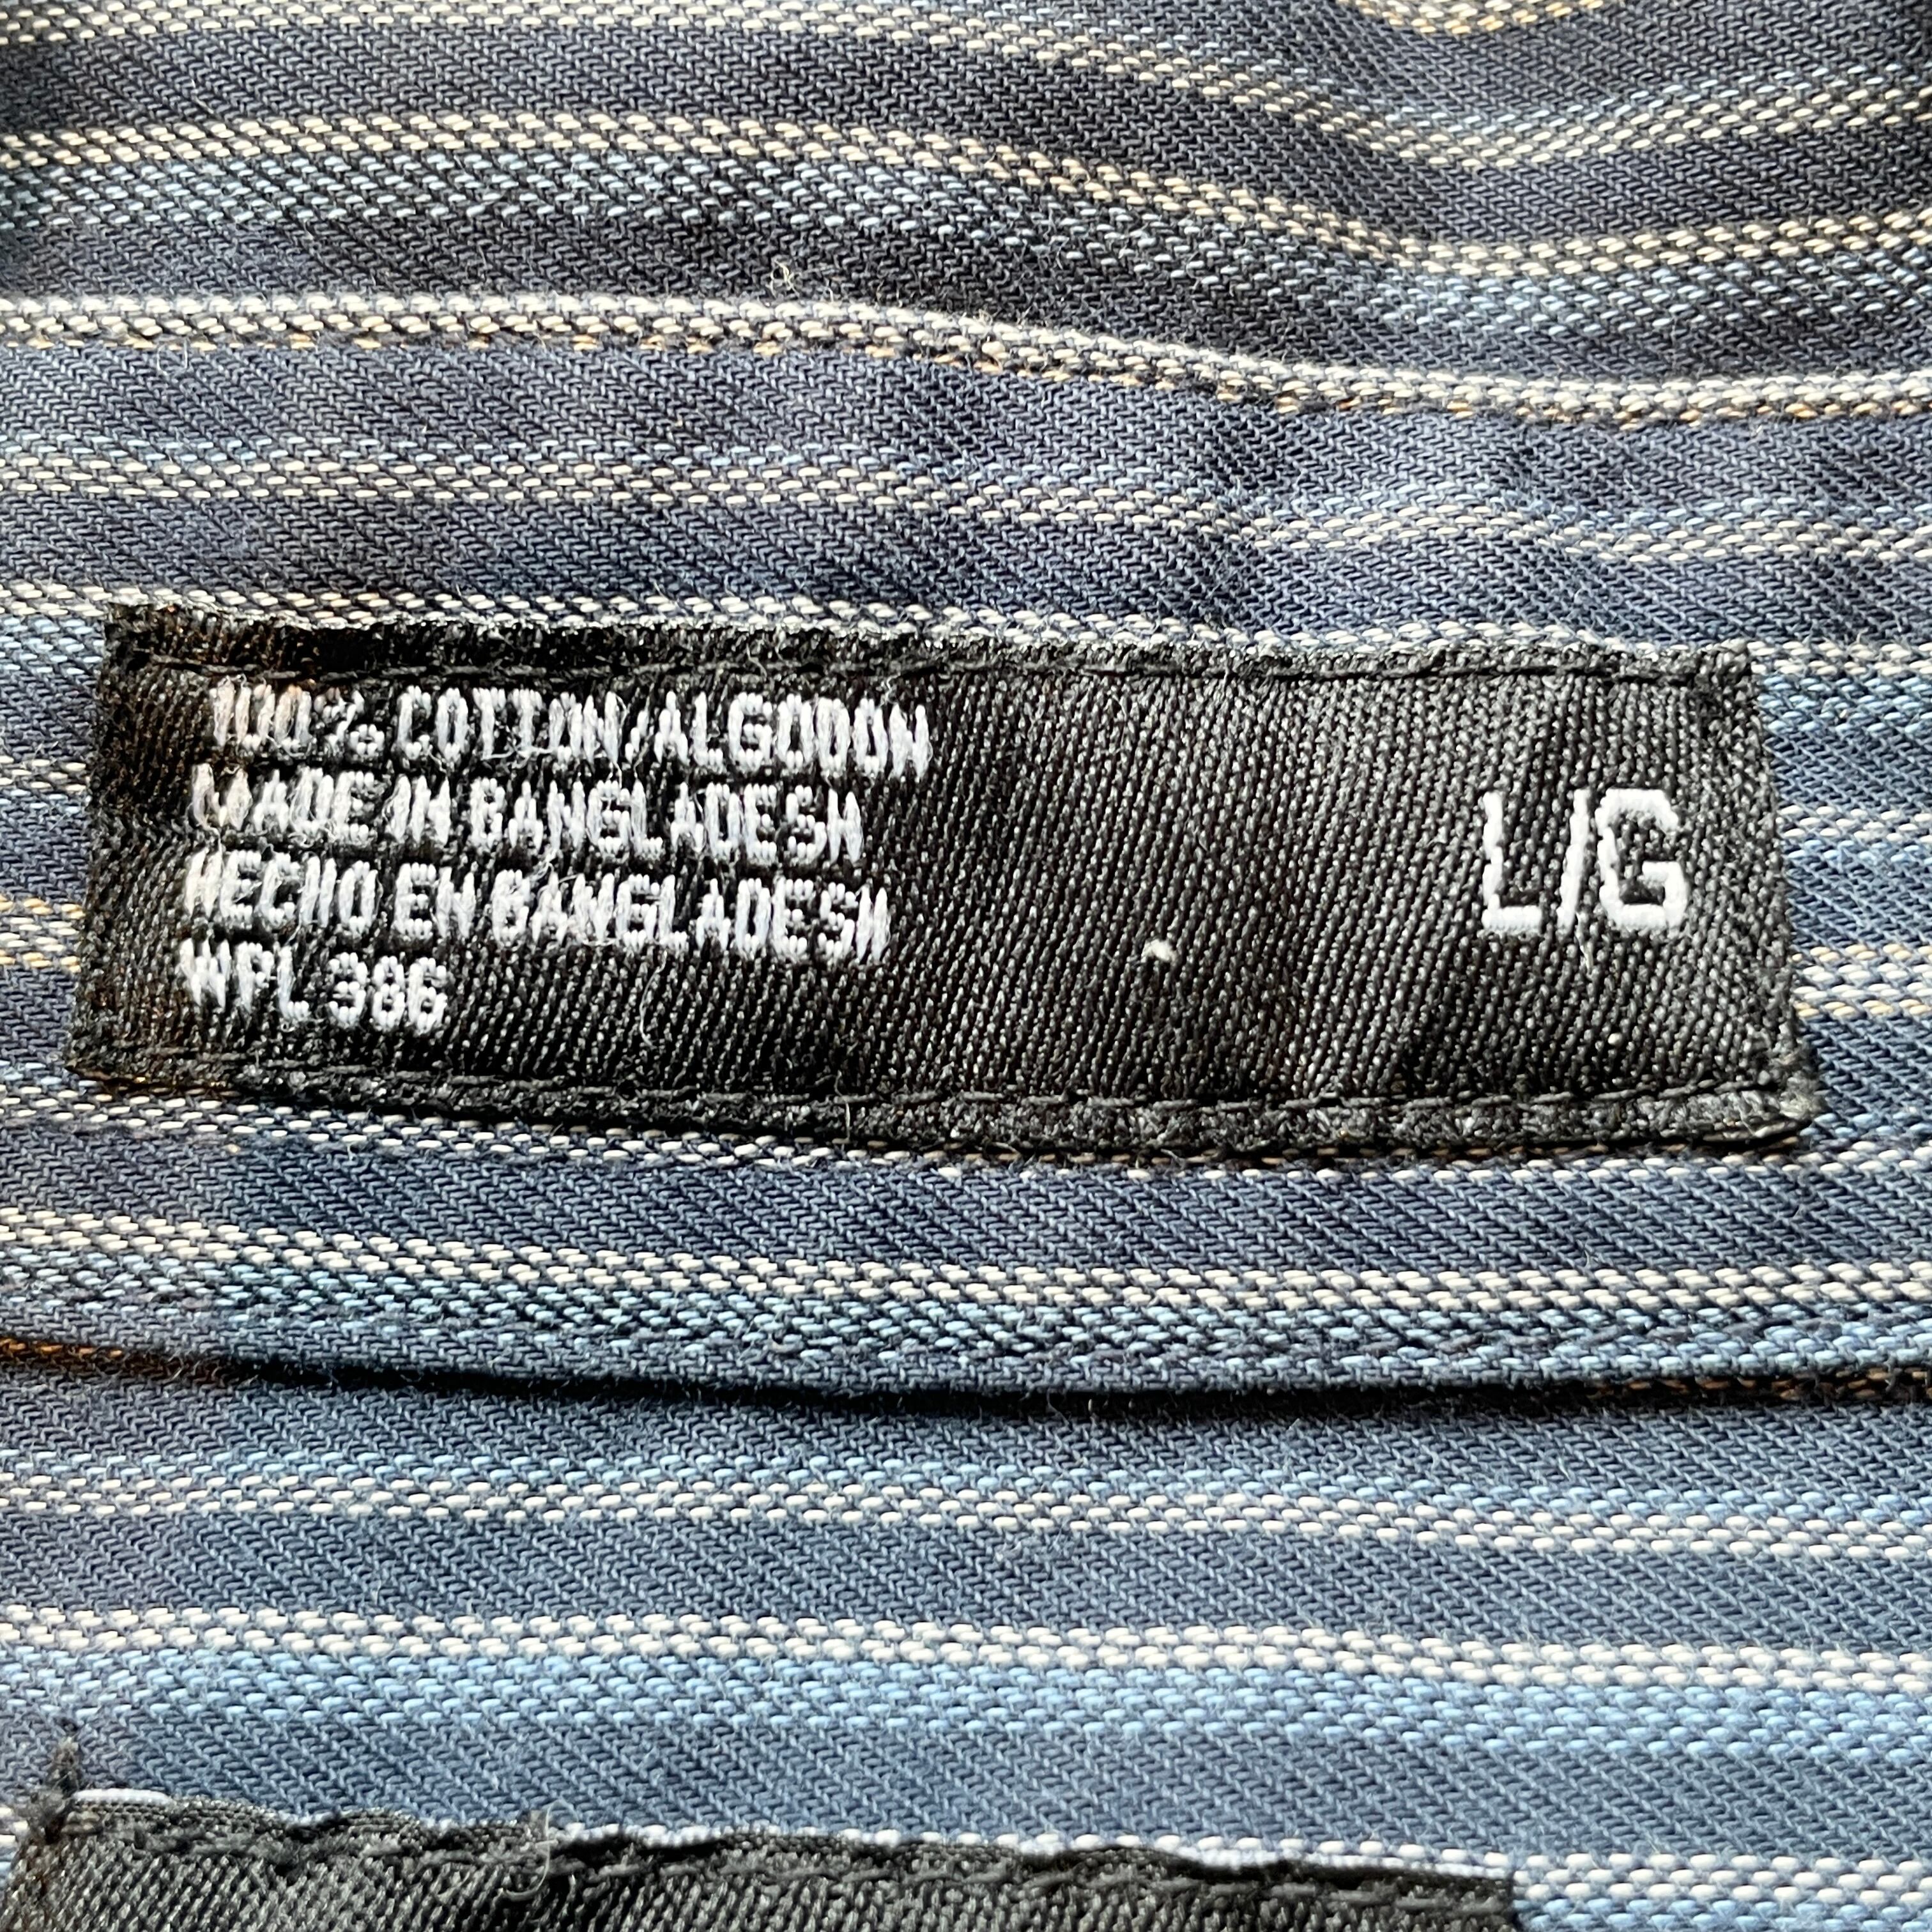 100% COTTON/ALGODON
MADE IN BANGLADESH
HECHO EN BANGLADESH
WPL 386
L/G